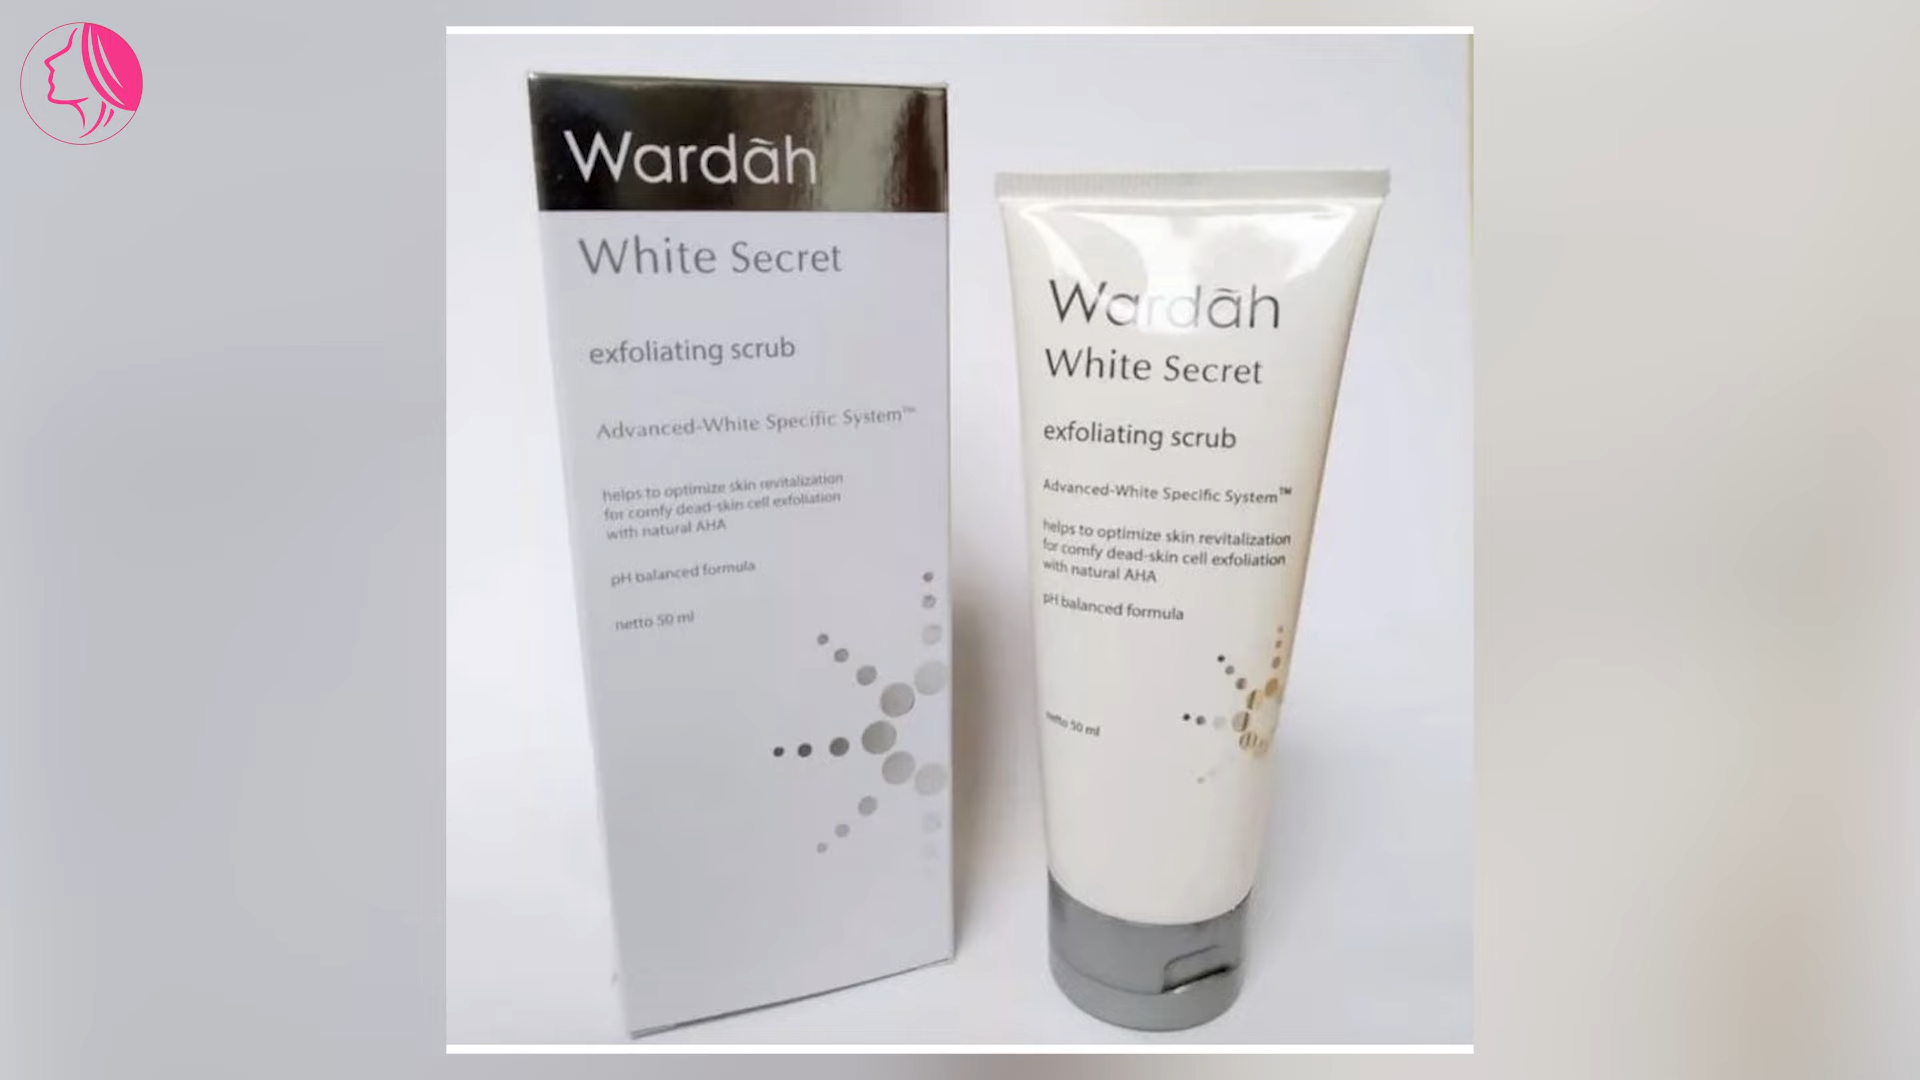 Wardãh
White Secret
exfoliating scrub
Advanced-White Specific System™
helps to optimize skin revitalization
for comfy dead-skin cell exfoliation
with natural AHA
pH balanced formula
netto 50 ml
Wardãh
White Secret
exfoliating scrub
Advanced-White Specific System™
helps to optimize skin revitalization
for comfy dead-skin cell exfoliation
with natural AHA
pH balanced formula
netto 50 ml